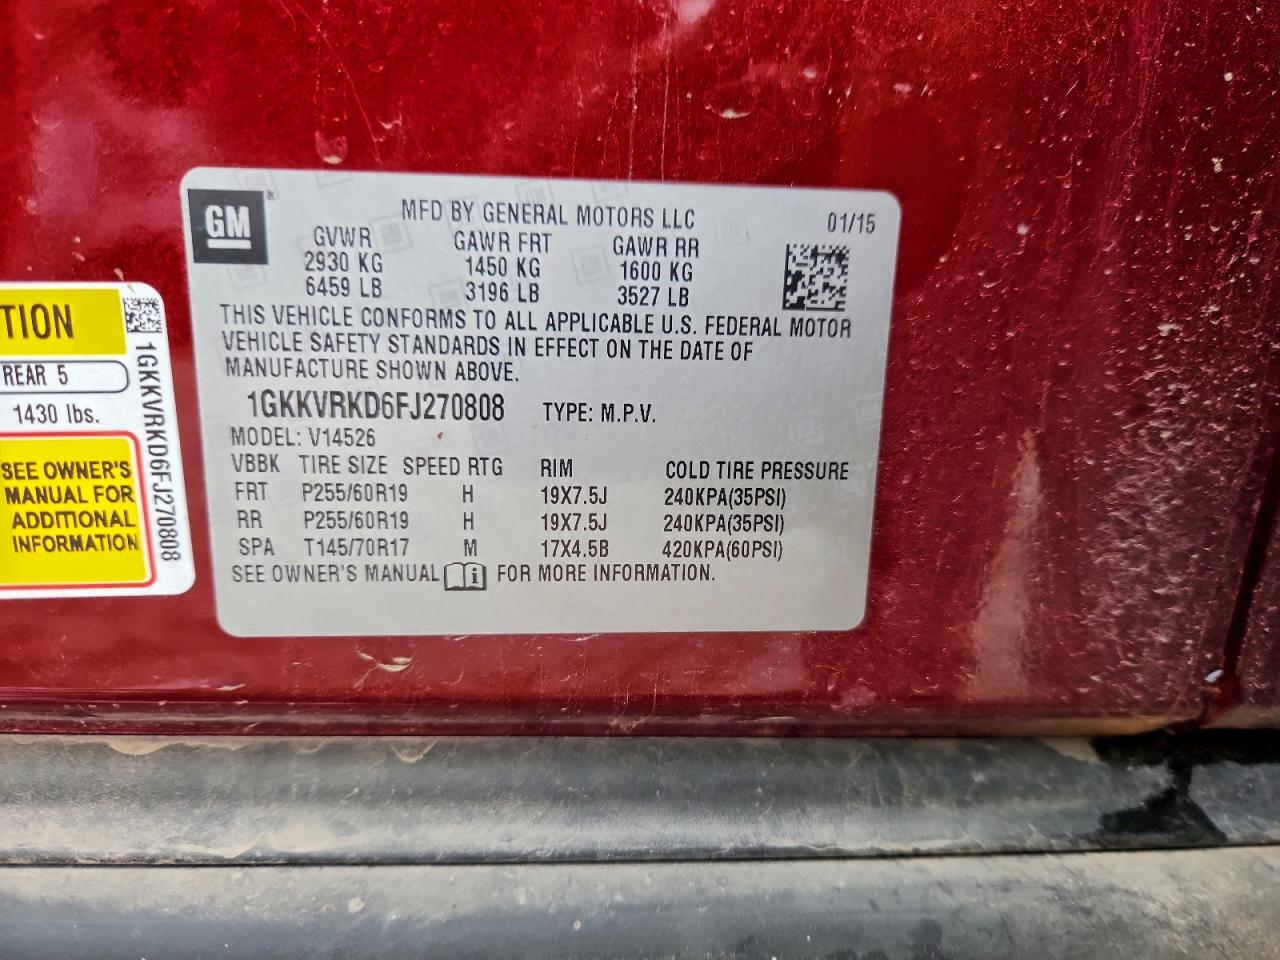 GM ®
MFD BY GENERAL MOTORS LLC 01/15
GVWR GAWR FRT GAWR RR
2930 KG 1450 KG 1600 KG
6459 LB 3196 LB 3527 LB
THIS VEHICLE CONFORMS TO ALL APPLICABLE U.S. FEDERAL MOTOR
VEHICLE SAFETY STANDARDS IN EFFECT ON THE DATE OF
MANUFACTURE SHOWN ABOVE.
1GKKVRKD6FJ270808 TYPE: M.P.V.
MODEL: V14526
VBBK TIRE SIZE SPEED RTG RIM COLD TIRE PRESSURE
FRT P255/60R19 H 19X7.5J 240KPA(35PSI)
RR P255/60R19 H 19X7.5J 240KPA(35PSI)
SPA T145/70R17 M 17X4.5B 420KPA(60PSI)
SEE OWNER'S MANUAL i FOR MORE INFORMATION.
TION
REAR 5
1430 lbs.
SEE OWNER'S
MANUAL FOR
ADDITIONAL
INFORMATION
1GKKVRKD6FJ270808